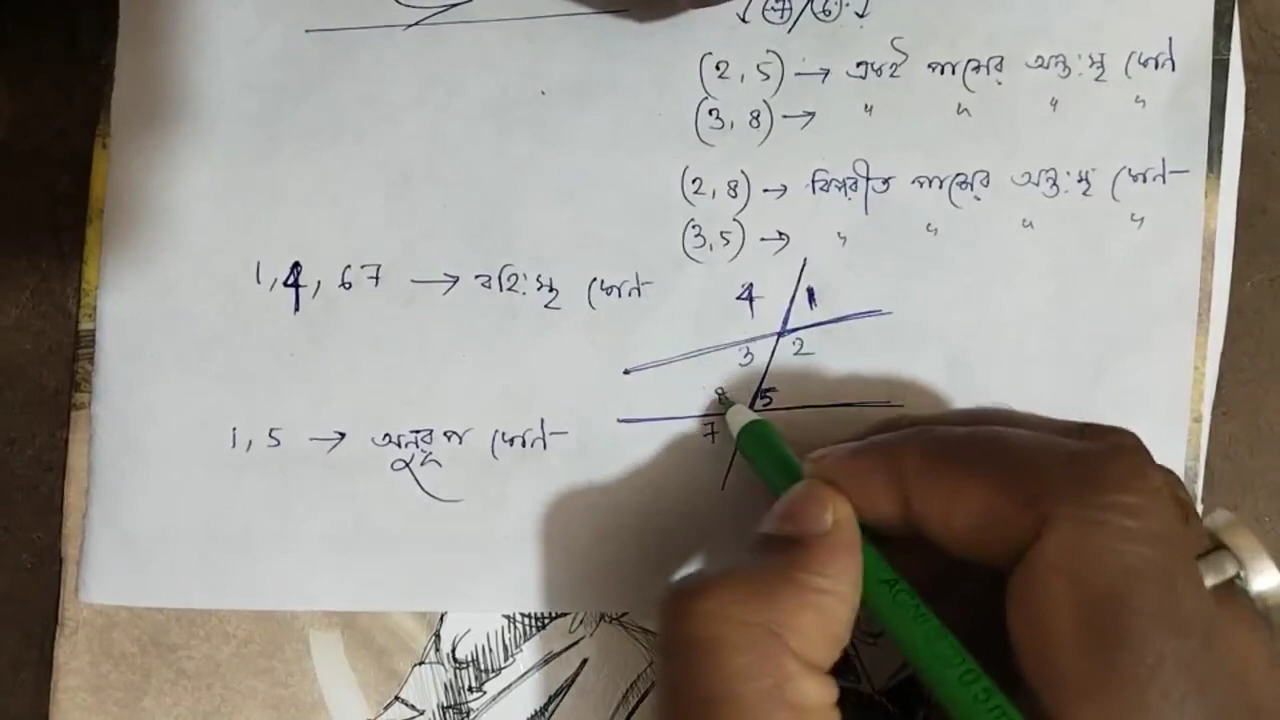 ↓ (7)/(6) ↓
(2, 5) → একই পাশের অন্ত:স্থ কোণ
(3, 8) → " " " "
(2, 8) → বিপরীত পাশের অন্ত:স্থ কোণ
(3, 5) → " " " "
1, 4, 67 → বহি:স্থ কোণ
4 1
3 2
8 5
7
1, 5 → অনুরূপ কোণ